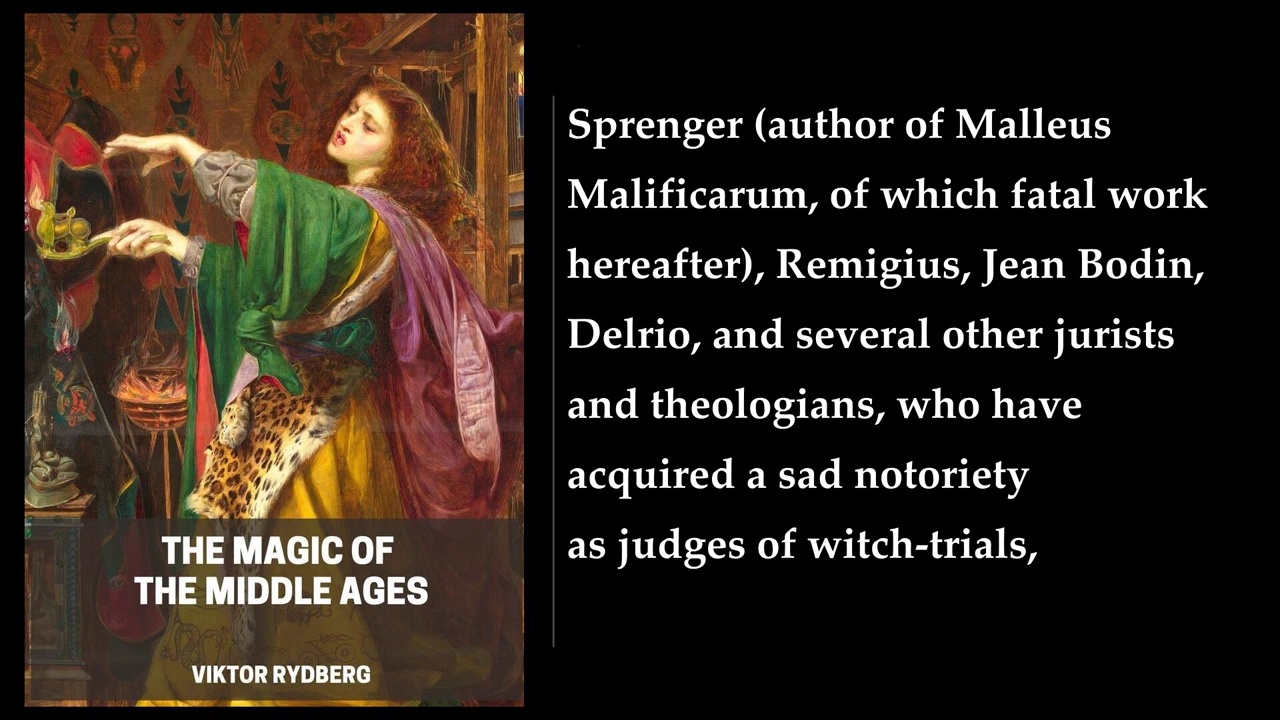 THE MAGIC OF
THE MIDDLE AGES
VIKTOR RYDBERG
Sprenger (author of Malleus
Malificarum, of which fatal work
hereafter), Remigius, Jean Bodin,
Delrio, and several other jurists
and theologians, who have
acquired a sad notoriety
as judges of witch-trials,